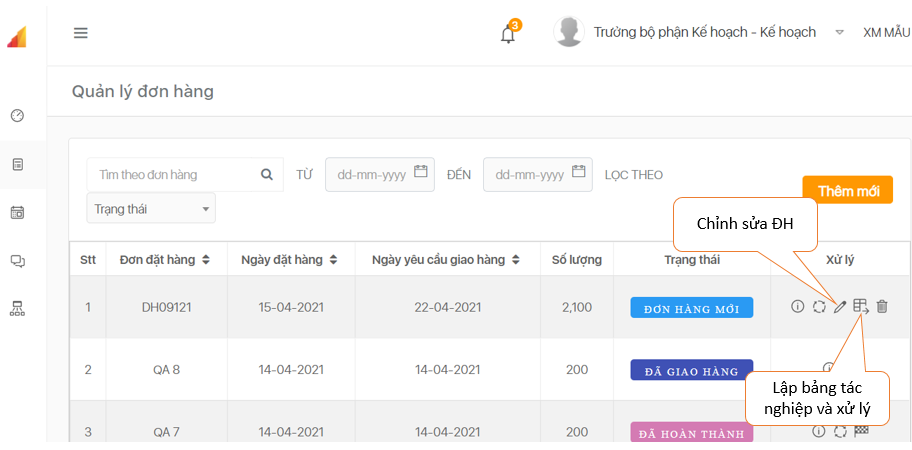 3
Trưởng bộ phận Kế hoạch - Kế hoạch
XM MẪU
Quản lý đơn hàng
Tìm theo đơn hàng
TỪ
dd-mm-yyyy
ĐẾN
dd-mm-yyyy
LỌC THEO
Thêm mới
Trạng thái
Chỉnh sửa ĐH
Stt Đơn đặt hàng Ngày đặt hàng Ngày yêu cầu giao hàng Số lượng Trạng thái Xử lý
1 DH09121 15-04-2021 22-04-2021 2,100 ĐƠN HÀNG MỚI
2 QA 8 14-04-2021 14-04-2021 200 ĐÃ GIAO HÀNG
Lập bảng tác
nghiệp và xử lý
3 QA 7 14-04-2021 14-04-2021 200 ĐÃ HOÀN THÀNH